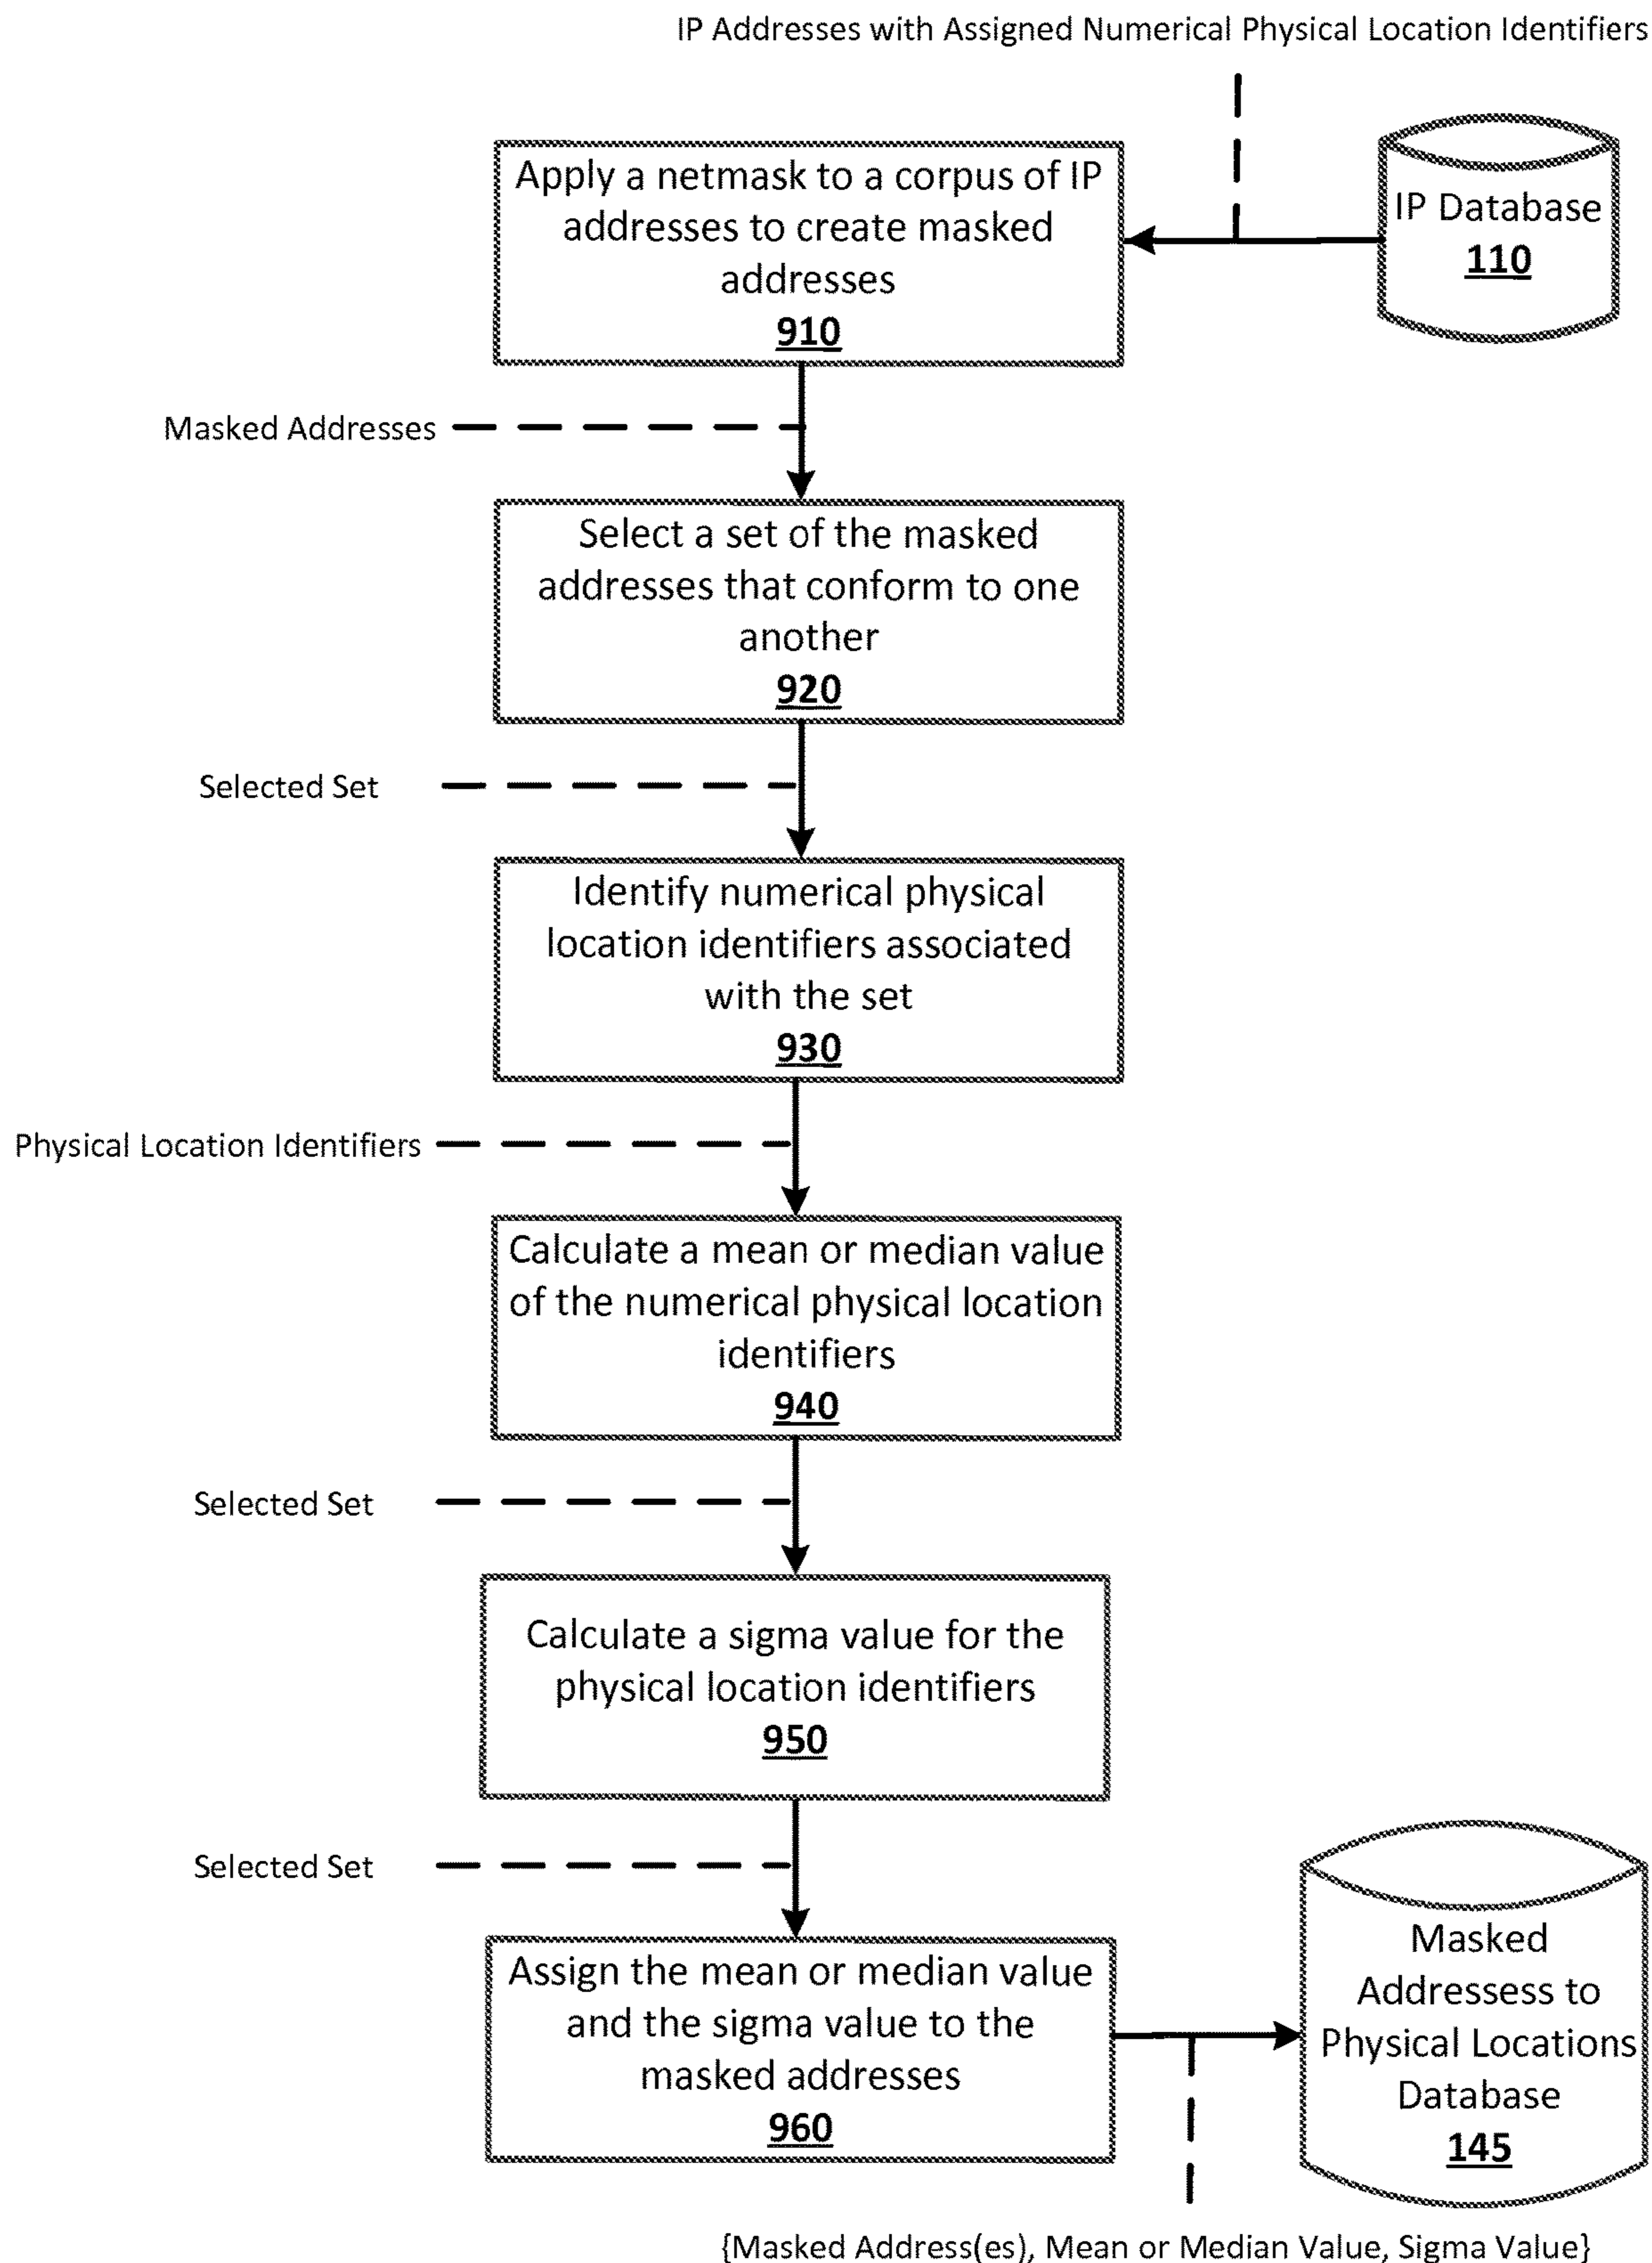 IP Addresses with Assigned Numerical Physical Location Identifiers
Apply a netmask to a corpus of IP
addresses to create masked
addresses
910
IP Database
110
Masked Addresses
Select a set of the masked
addresses that conform to one
another
920
Selected Set
Identify numerical physical
location identifiers associated
with the set
930
Physical Location Identifiers
Calculate a mean or median value
of the numerical physical location
identifiers
940
Selected Set
Calculate a sigma value for the
physical location identifiers
950
Selected Set
Assign the mean or median value
and the sigma value to the
masked addresses
960
Masked
Addressess to
Physical Locations
Database
145
{Masked Address(es), Mean or Median Value, Sigma Value}